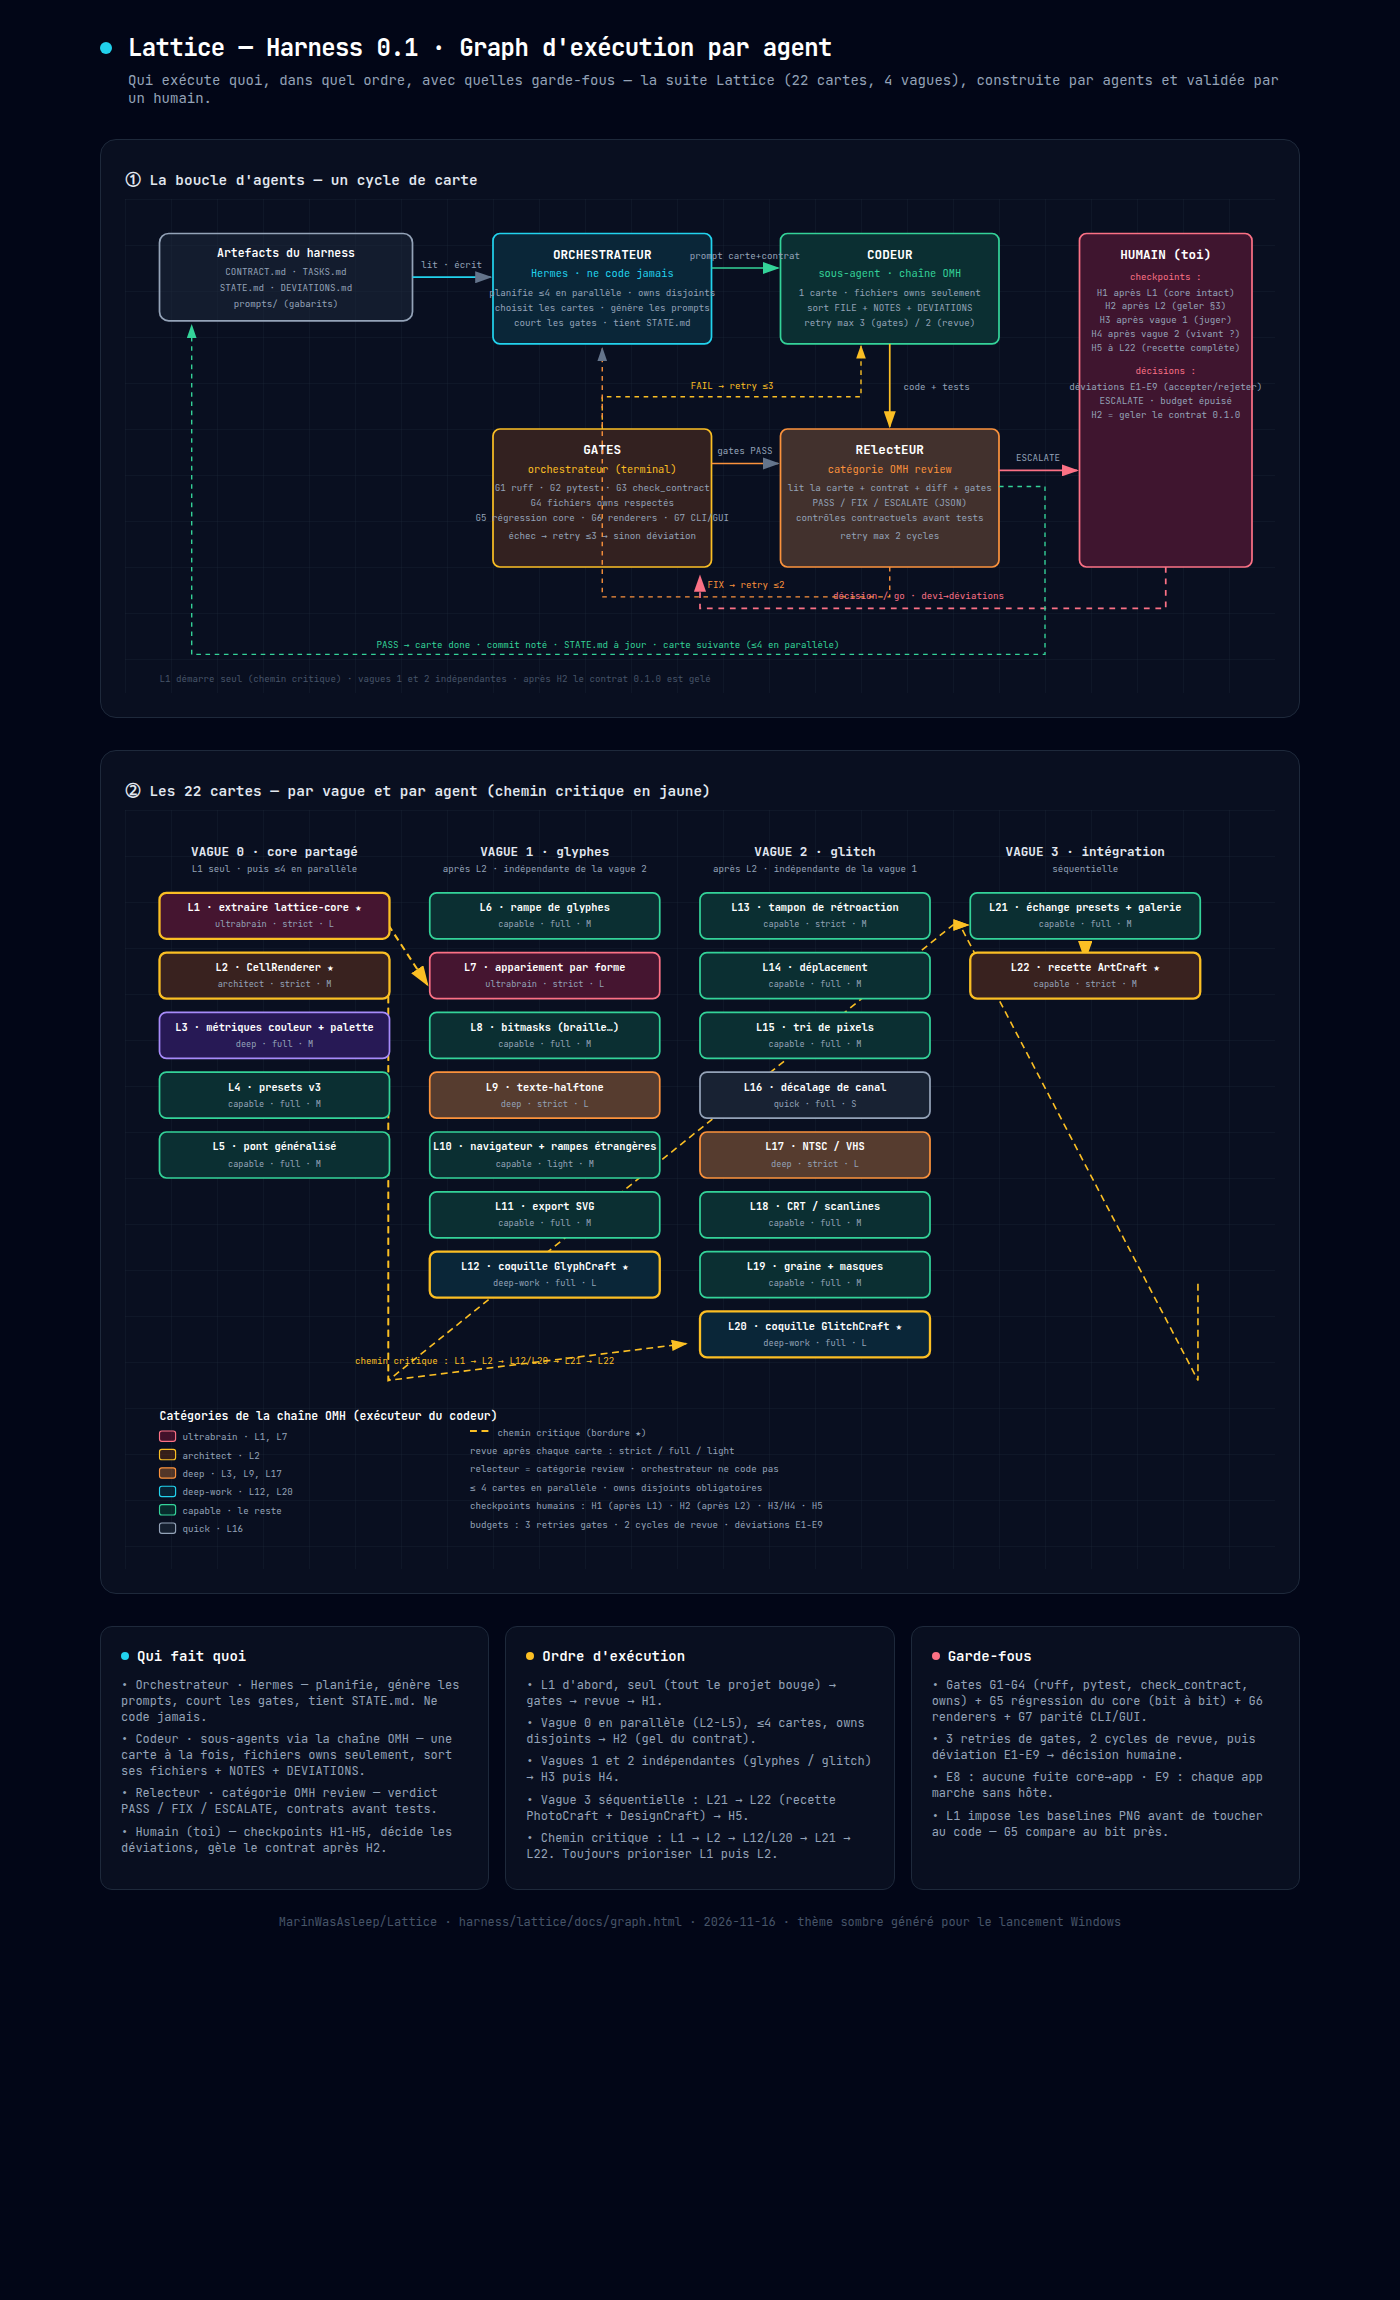 Lattice — Harness 0.1 · Graph d'exécution par agent
Qui exécute quoi, dans quel ordre, avec quelles garde-fous — la suite Lattice (22 cartes, 4 vagues), construite par agents et validée par
un humain.
① La boucle d'agents — un cycle de carte
Artefacts du harness
CONTRACT.md · TASKS.md
STATE.md · DEVIATIONS.md
prompts/ (gabarits)
lit · écrit
ORCHESTRATEUR
Hermes · ne code jamais
planifie ≤4 en parallèle · owns disjoints
choisit les cartes · génère les prompts
court les gates · tient STATE.md
prompt carte+contrat
CODEUR
sous-agent · chaîne OMH
1 carte · fichiers owns seulement
sort FILE + NOTES + DEVIATIONS
retry max 3 (gates) / 2 (revue)
HUMAIN (toi)
checkpoints :
H1 après L1 (core intact)
H2 après L2 (geler §3)
H3 après vague 1 (juger)
H4 après vague 2 (vivant ?)
H5 à L22 (recette complète)
décisions :
déviations E1-E9 (accepter/rejeter)
ESCALATE · budget épuisé
H2 = geler le contrat 0.1.0
FAIL → retry ≤3
code + tests
GATES
orchestrateur (terminal)
G1 ruff · G2 pytest · G3 check_contract
G4 fichiers owns respectés
G5 régression core · G6 renderers · G7 CLI/GUI
échec → retry ≤3 → sinon déviation
gates PASS
RElectEUR
catégorie OMH review
lit la carte + contrat + diff + gates
PASS / FIX / ESCALATE (JSON)
contrôles contractuels avant tests
retry max 2 cycles
ESCALATE
FIX → retry ≤2
décision / go · devi→déviations
PASS → carte done · commit noté · STATE.md à jour · carte suivante (≤4 en parallèle)
L1 démarre seul (chemin critique) · vagues 1 et 2 indépendantes · après H2 le contrat 0.1.0 est gelé
② Les 22 cartes — par vague et par agent (chemin critique en jaune)
VAGUE 0 · core partagé
L1 seul · puis ≤4 en parallèle
L1 · extraire lattice-core ★
ultrabrain · strict · L
L2 · CellRenderer ★
architect · strict · M
L3 · métriques couleur + palette
deep · full · M
L4 · presets v3
capable · full · M
L5 · pont généralisé
capable · full · M
VAGUE 1 · glyphes
après L2 · indépendante de la vague 2
L6 · rampe de glyphes
capable · full · M
L7 · appariement par forme
ultrabrain · strict · L
L8 · bitmasks (braille…)
capable · full · M
L9 · texte-halftone
deep · strict · L
L10 · navigateur + rampes étrangères
capable · light · M
L11 · export SVG
capable · full · M
L12 · coquille GlyphCraft ★
deep-work · full · L
VAGUE 2 · glitch
après L2 · indépendante de la vague 1
L13 · tampon de rétroaction
capable · strict · M
L14 · déplacement
capable · full · M
L15 · tri de pixels
capable · full · M
L16 · décalage de canal
quick · full · S
L17 · NTSC / VHS
deep · strict · L
L18 · CRT / scanlines
capable · full · M
L19 · graine + masques
capable · full · M
L20 · coquille GlitchCraft ★
deep-work · full · L
VAGUE 3 · intégration
séquentielle
L21 · échange presets + galerie
capable · full · M
L22 · recette ArtCraft ★
capable · strict · M
chemin critique : L1 → L2 → L12/L20 → L21 → L22
Catégories de la chaîne OMH (exécuteur du codeur)
ultrabrain · L1, L7
architect · L2
deep · L3, L9, L17
deep-work · L12, L20
capable · le reste
quick · L16
chemin critique (bordure ★)
revue après chaque carte : strict / full / light
relecteur = catégorie review · orchestrateur ne code pas
≤ 4 cartes en parallèle · owns disjoints obligatoires
checkpoints humains : H1 (après L1) · H2 (après L2) · H3/H4 · H5
budgets : 3 retries gates · 2 cycles de revue · déviations E1-E9
Qui fait quoi
• Orchestrateur · Hermes — planifie, génère les
prompts, court les gates, tient STATE.md. Ne
code jamais.
• Codeur · sous-agents via la chaîne OMH — une
carte à la fois, fichiers owns seulement, sort
ses fichiers + NOTES + DEVIATIONS.
• Relecteur · catégorie OMH review — verdict
PASS / FIX / ESCALATE, contrats avant tests.
• Humain (toi) — checkpoints H1-H5, décide les
déviations, gèle le contrat après H2.
Ordre d'exécution
• L1 d'abord, seul (tout le projet bouge) →
gates → revue → H1.
• Vague 0 en parallèle (L2-L5), ≤4 cartes, owns
disjoints → H2 (gel du contrat).
• Vagues 1 et 2 indépendantes (glyphes / glitch)
→ H3 puis H4.
• Vague 3 séquentielle : L21 → L22 (recette
PhotoCraft + DesignCraft) → H5.
• Chemin critique : L1 → L2 → L12/L20 → L21 →
L22. Toujours prioriser L1 puis L2.
Garde-fous
• Gates G1-G4 (ruff, pytest, check_contract,
owns) + G5 régression du core (bit à bit) + G6
renderers + G7 parité CLI/GUI.
• 3 retries de gates, 2 cycles de revue, puis
déviation E1-E9 → décision humaine.
• E8 : aucune fuite core→app · E9 : chaque app
marche sans hôte.
• L1 impose les baselines PNG avant de toucher
au code — G5 compare au bit près.
MarinWasAsleep/Lattice · harness/lattice/docs/graph.html · 2026-11-16 · thème sombre généré pour le lancement Windows